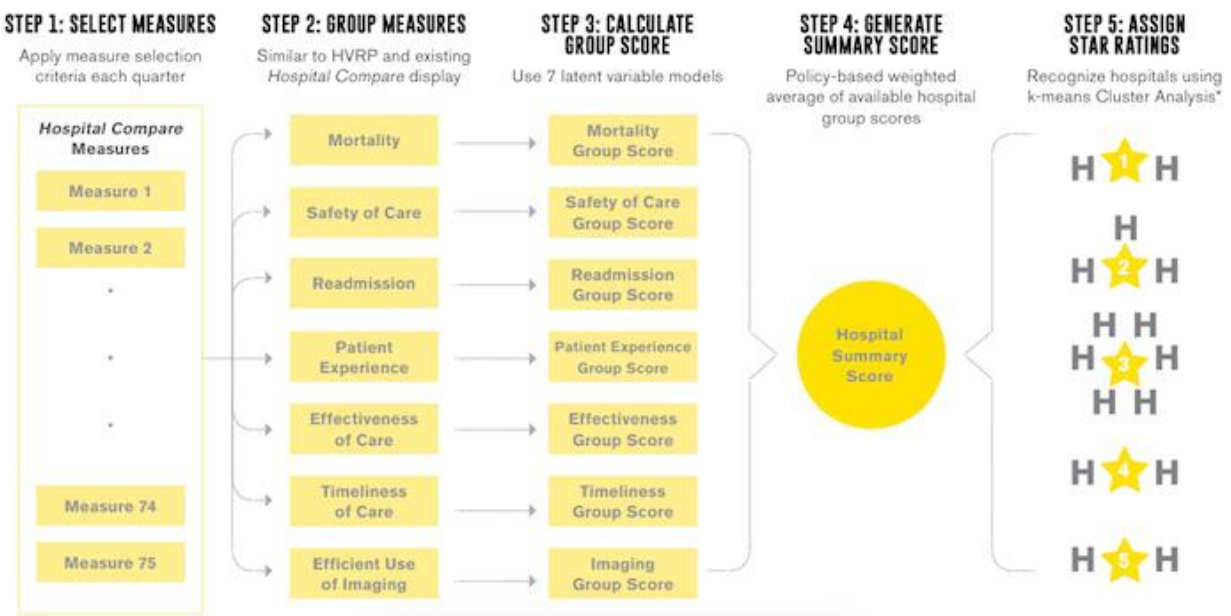 STEP 1: SELECT MEASURES
Apply measure selection
criteria each quarter
Hospital Compare
Measures
Measure 1
Measure 2
Measure 74
Measure 75
STEP 2: GROUP MEASURES
Similar to HVRP and existing
Hospital Compare display
Mortality
Safety of Care
Readmission
Patient
Experience
Effectiveness
of Care
Timeliness
of Care
Efficient Use
of Imaging
STEP 3: CALCULATE
GROUP SCORE
Use 7 latent variable models
Mortality
Group Score
Safety of Care
Group Score
Readmission
Group Score
Patient Experience
Group Score
Effectiveness
Group Score
Timeliness
Group Score
Imaging
Group Score
STEP 4: GENERATE
SUMMARY SCORE
Policy-based weighted
average of available hospital
group scores
Hospital
Summary
Score
STEP 5: ASSIGN
STAR RATINGS
Recognize hospitals using
k-means Cluster Analysis*
H 1 H
H
H 2 H
H H
H 3 H
H H
H 4 H
H 5 H